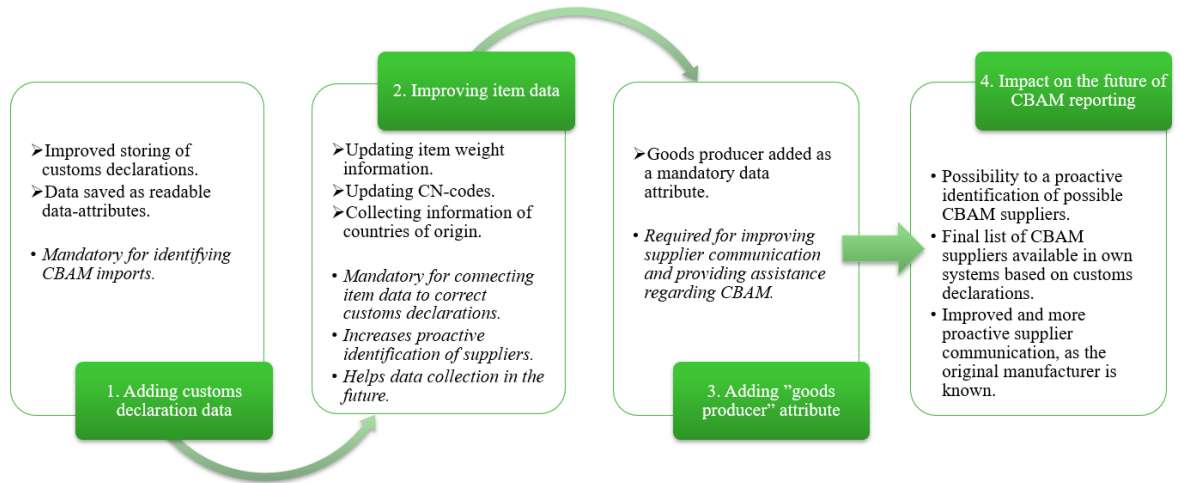 ➢Improved storing of
customs declarations.
➢Data saved as readable
data-attributes.
• Mandatory for identifying
CBAM imports.
1. Adding customs
declaration data
2. Improving item data
➢Updating item weight
information.
➢Updating CN-codes.
➢Collecting information of
countries of origin.
• Mandatory for connecting
item data to correct
customs declarations.
• Increases proactive
identification of suppliers.
• Helps data collection in the
future.
➢Goods producer added as
a mandatory data
attribute.
• Required for improving
supplier communication
and providing assistance
regarding CBAM.
3. Adding ”goods
producer” attribute
4. Impact on the future of
CBAM reporting
• Possibility to a proactive
identification of possible
CBAM suppliers.
• Final list of CBAM
suppliers available in own
systems based on customs
declarations.
• Improved and more
proactive supplier
communication, as the
original manufacturer is
known.